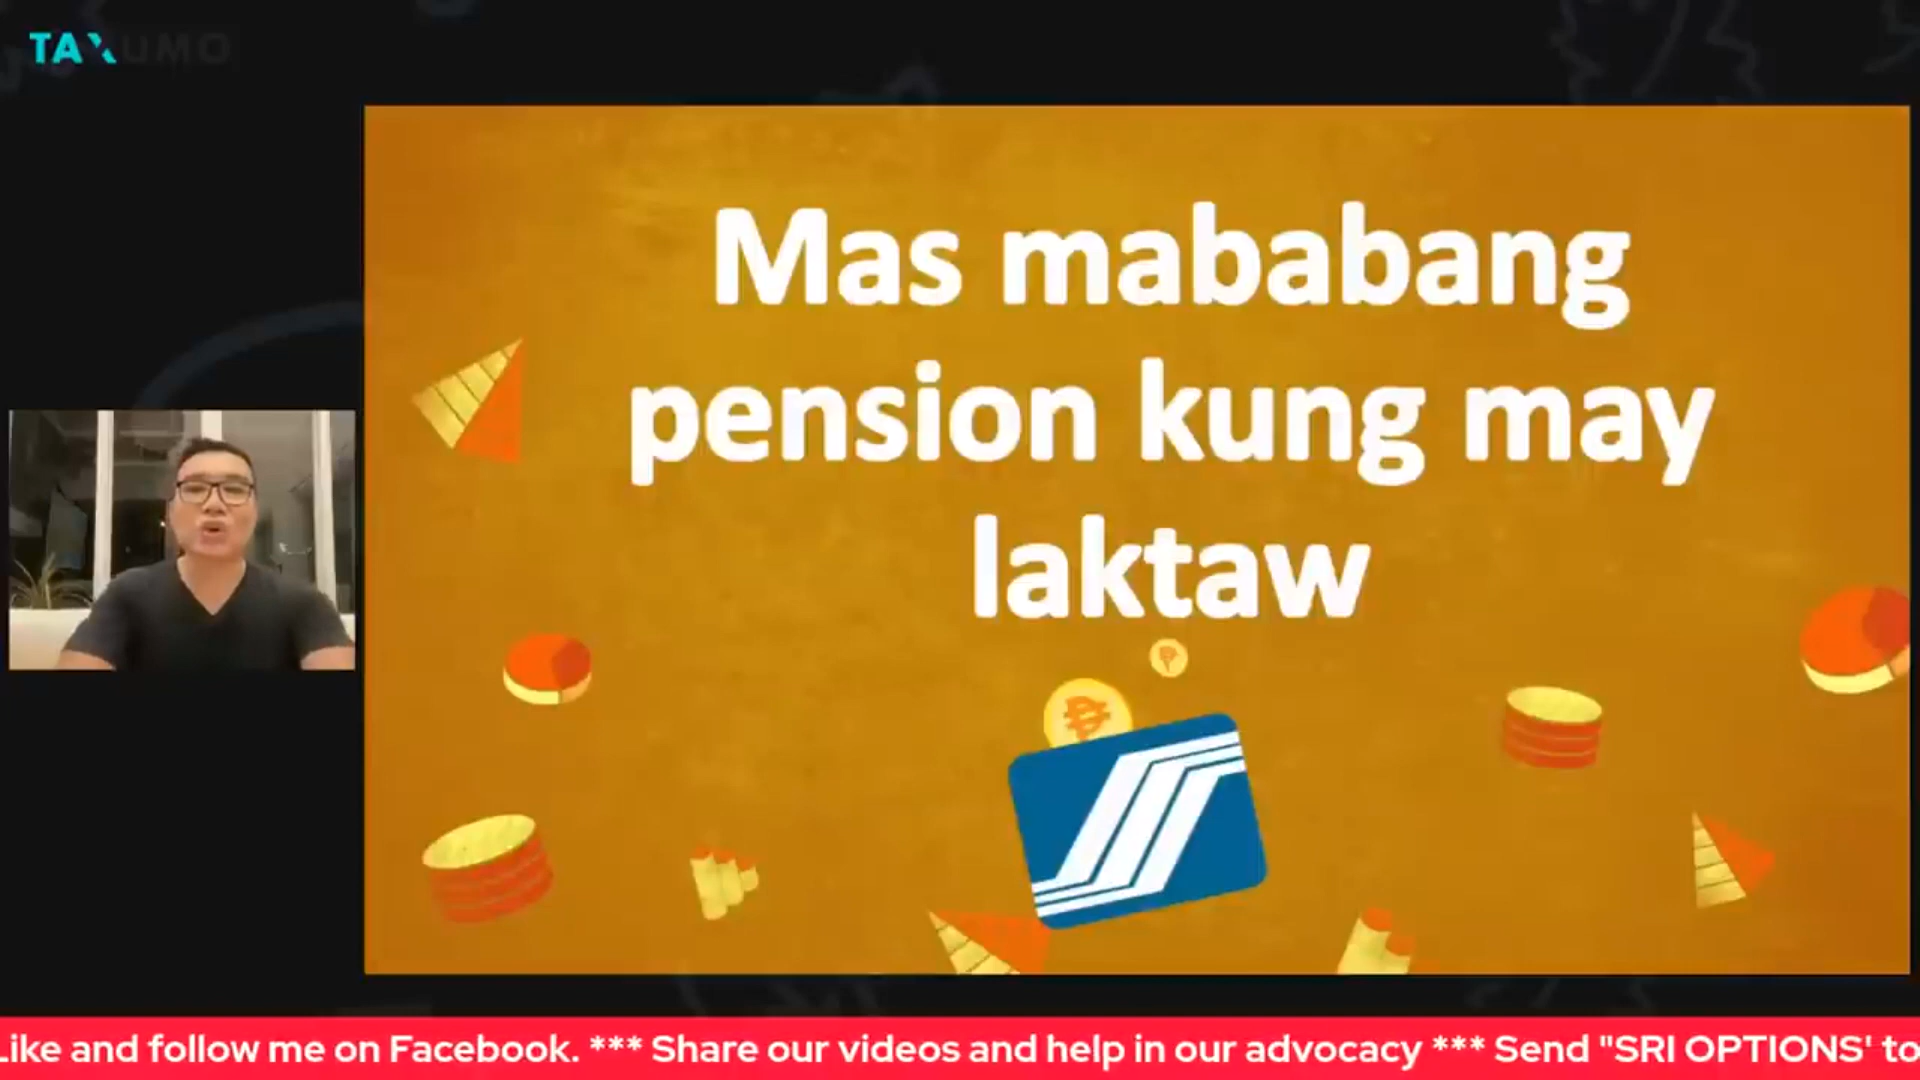 TAXUMO
Mas mababang
pension kung may
laktaw
Like and follow me on Facebook. *** Share our videos and help in our advocacy *** Send "SRI OPTIONS' to